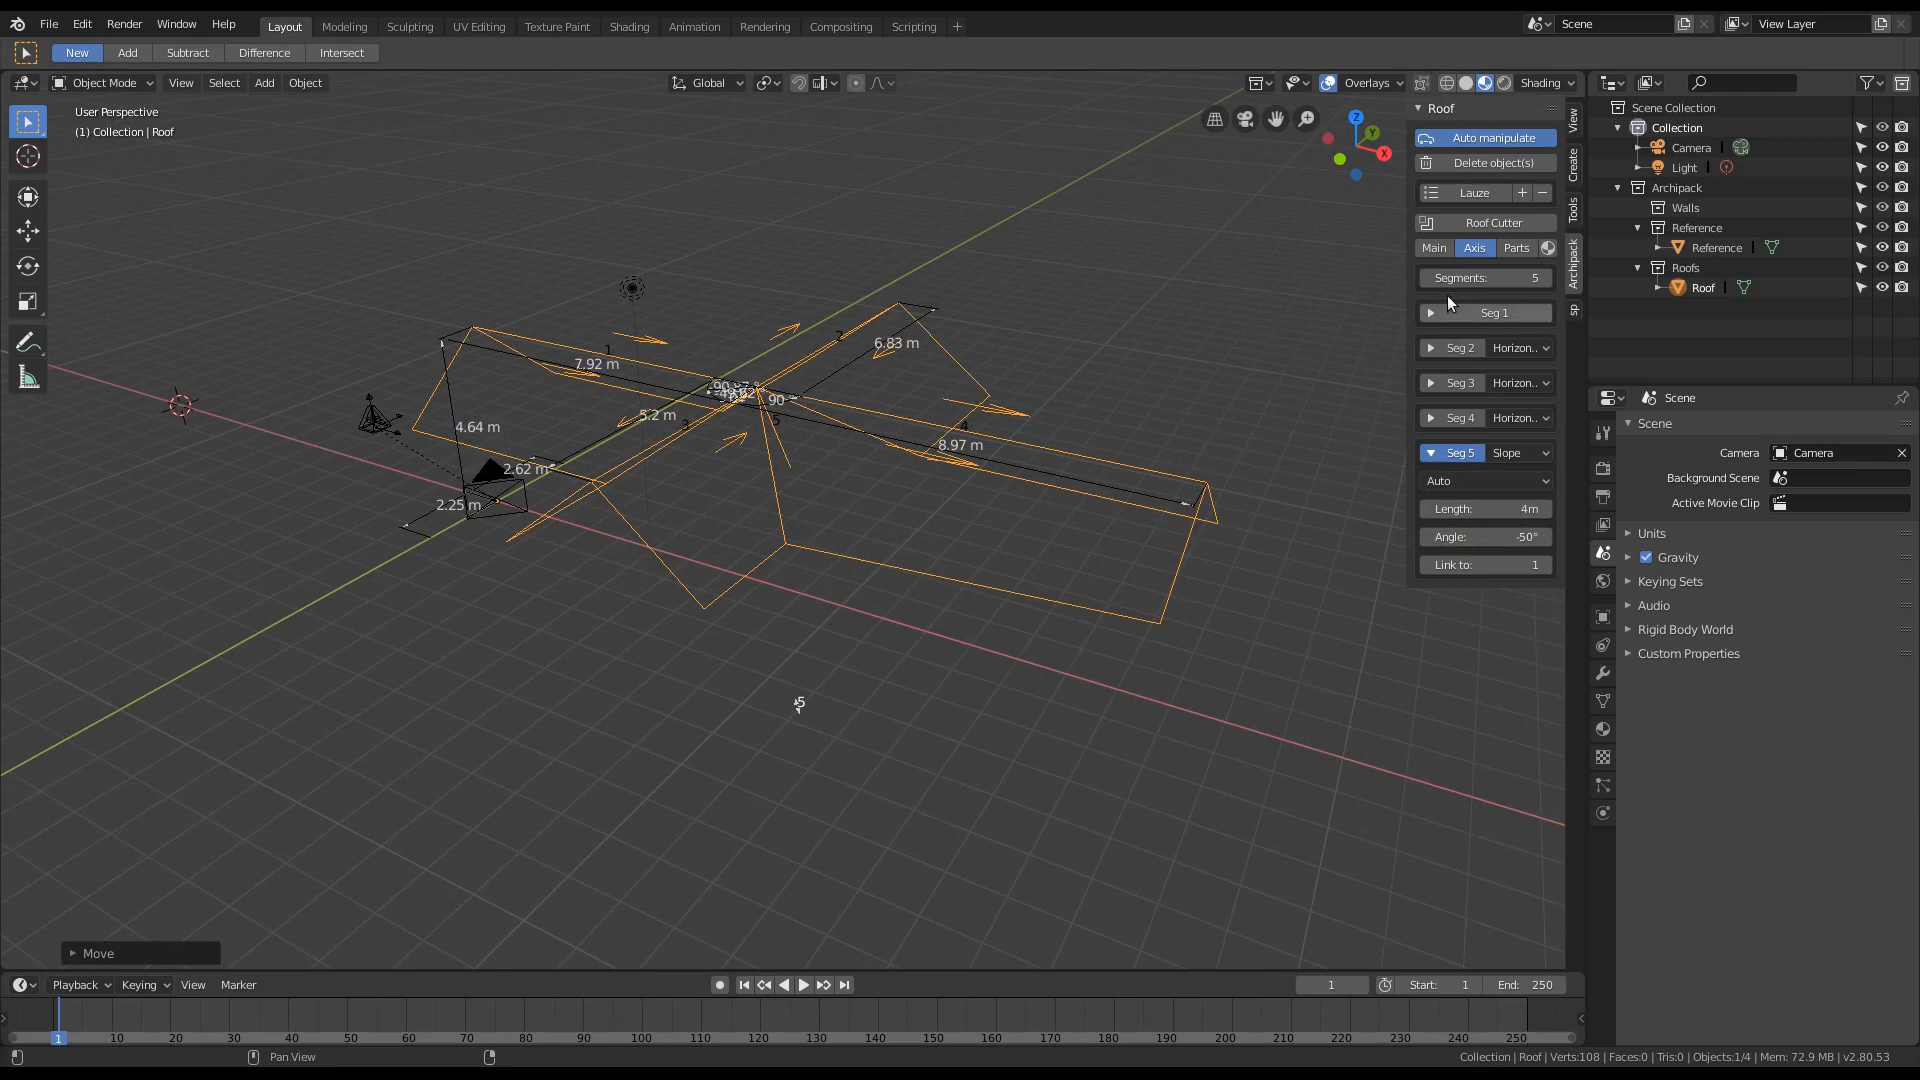 File Edit Render Window Help Layout Modeling Sculpting UV Editing Texture Paint Shading Animation Rendering Compositing Scripting + Scene View Layer
New Add Subtract Difference Intersect
Object Mode View Select Add Object Global Overlays Shading
User Perspective
(1) Collection | Roof
Roof
Auto manipulate
Delete object(s)
Lauze + −
Roof Cutter
Main Axis Parts
Segments: 5
Seg 1
Seg 2 Horizon..
Seg 3 Horizon..
Seg 4 Horizon..
Seg 5 Slope
Auto
Length: 4m
Angle: -50°
Link to: 1
View
Create
Tools
Archipack
sp
Z
Y
X
1
7.92 m
2
6.83 m
90
5.2 m
3
5
4
8.97 m
4.64 m
2.62 m
2.25 m
5
Move
Scene Collection
Collection
Camera
Light
Archipack
Walls
Reference
Reference
Roofs
Roof
Scene
Scene
Camera Camera
Background Scene
Active Movie Clip
Units
Gravity
Keying Sets
Audio
Rigid Body World
Custom Properties
Playback Keying View Marker 1 Start: 1 End: 250
1 10 20 30 40 50 60 70 80 90 100 110 120 130 140 150 160 170 180 190 200 210 220 230 240 250
Pan View
Collection | Roof | Verts:108 | Faces:0 | Tris:0 | Objects:1/4 | Mem: 72.9 MB | v2.80.53